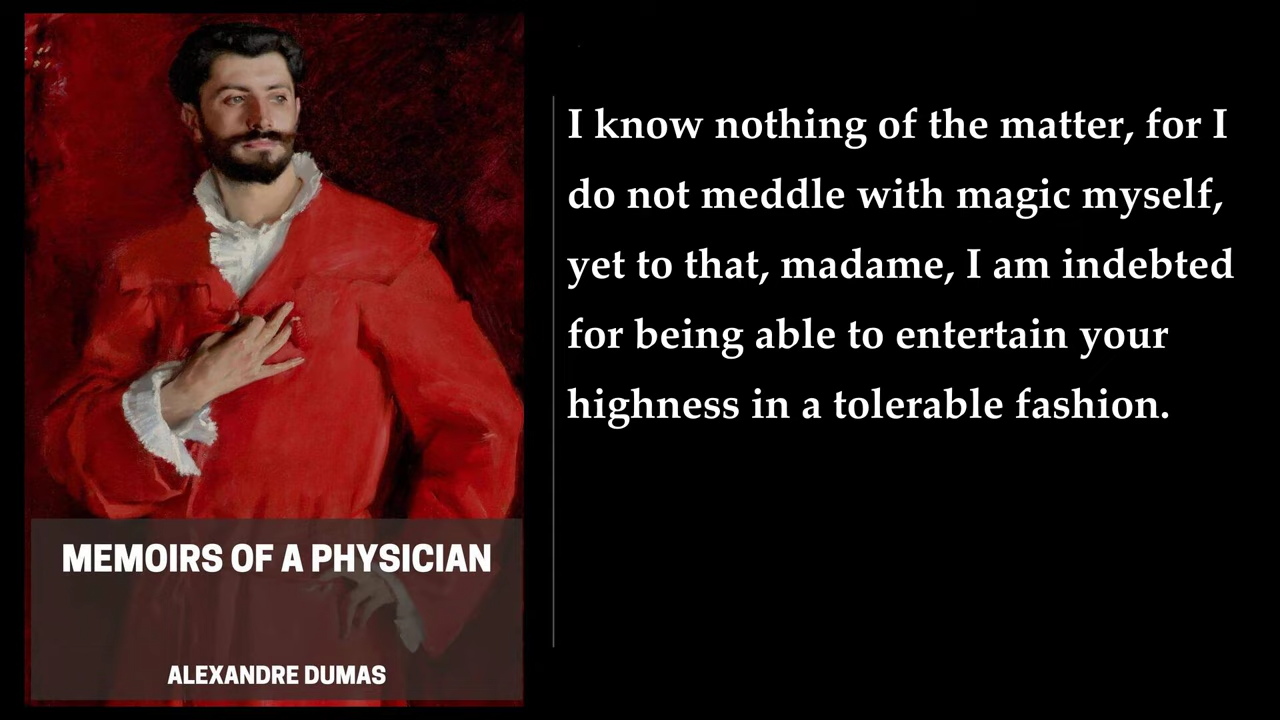 I know nothing of the matter, for I
do not meddle with magic myself,
yet to that, madame, I am indebted
for being able to entertain your
highness in a tolerable fashion.
MEMOIRS OF A PHYSICIAN
ALEXANDRE DUMAS